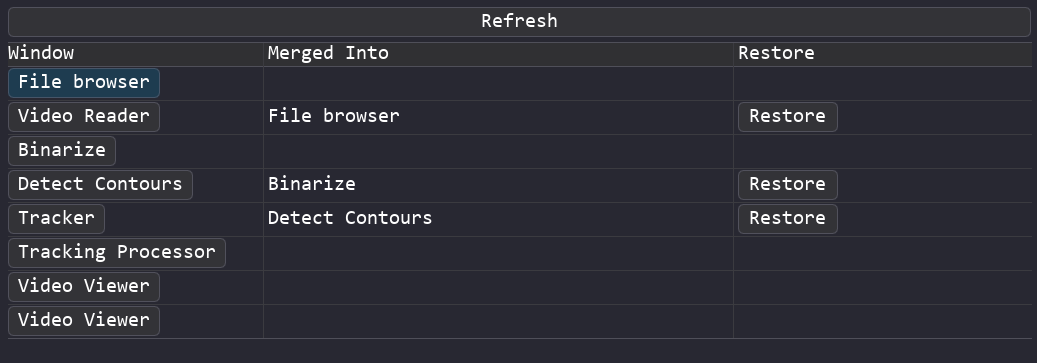 Refresh
Window Merged Into Restore
File browser
Video Reader File browser Restore
Binarize
Detect Contours Binarize Restore
Tracker Detect Contours Restore
Tracking Processor
Video Viewer
Video Viewer